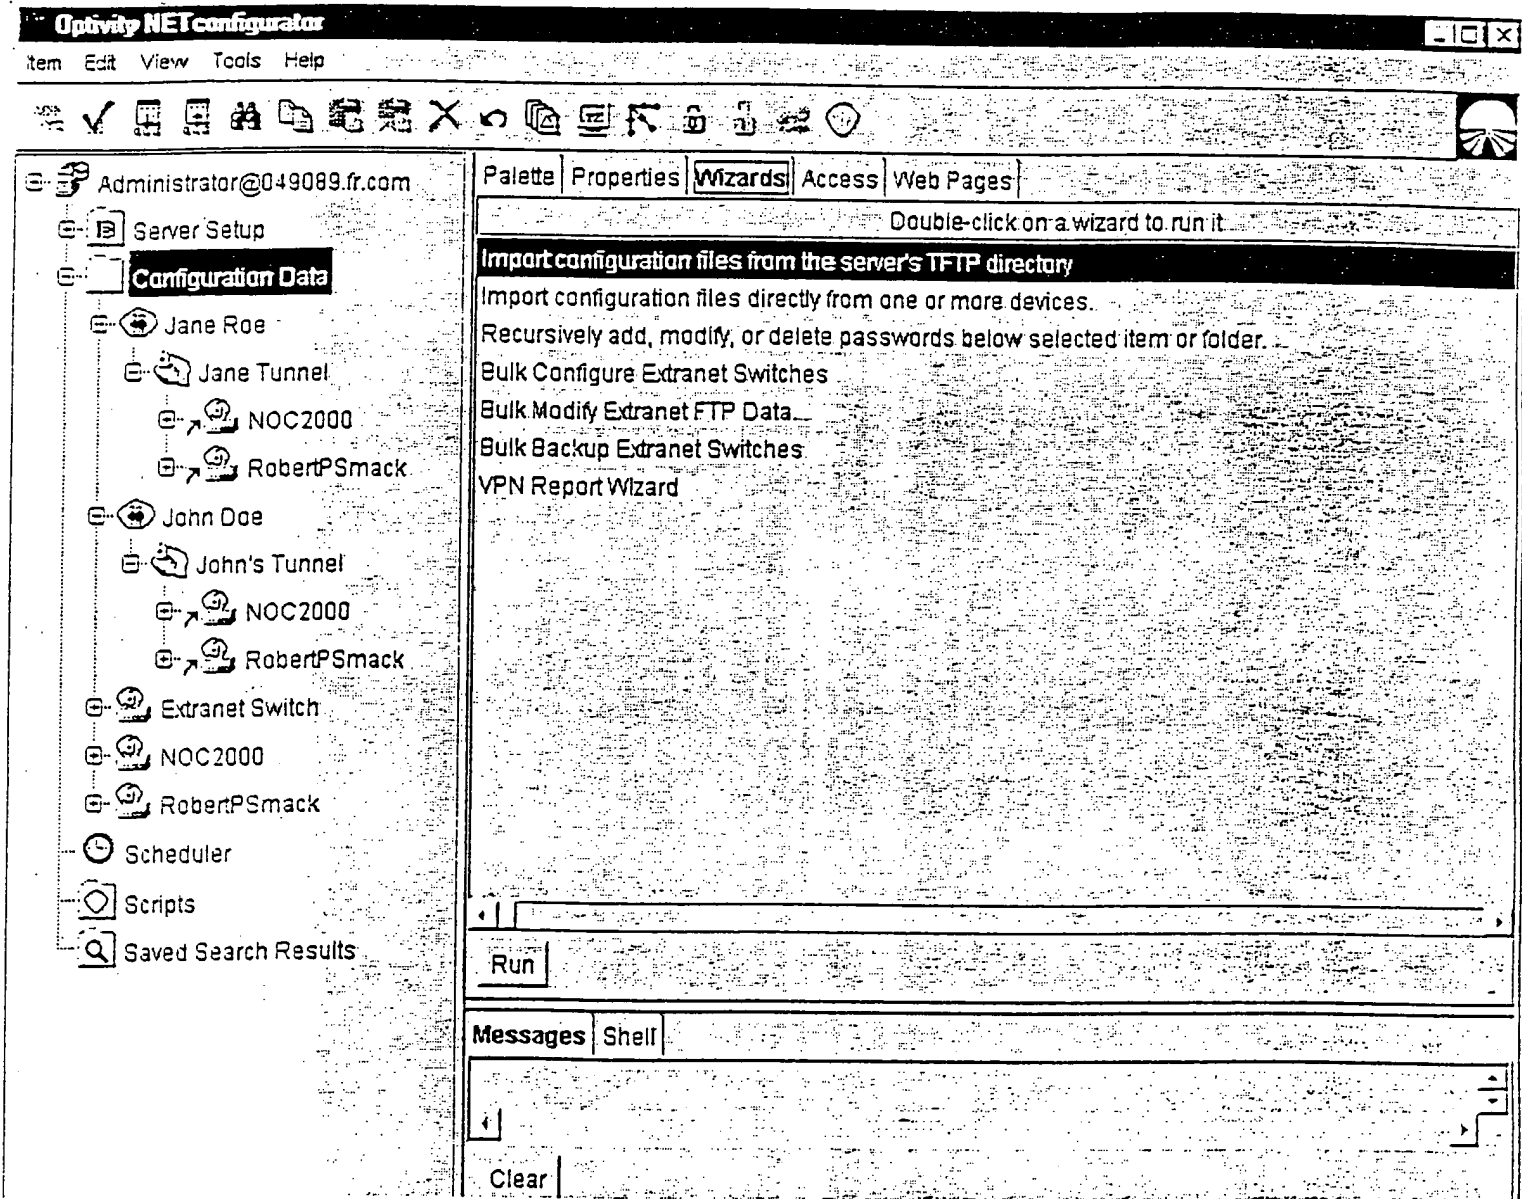 Optivity NETconfigurator
Item Edit View Tools Help
Administrator@049089.fr.com
Server Setup
Configuration Data
Jane Roe
Jane Tunnel
NOC2000
RobertPSmack
John Doe
John's Tunnel
NOC2000
RobertPSmack
Extranet Switch
NOC2000
RobertPSmack
Scheduler
Scripts
Saved Search Results
Palette Properties Wizards Access Web Pages
Double-click on a wizard to run it
Import configuration files from the server's TFTP directory
Import configuration files directly from one or more devices.
Recursively add, modify, or delete passwords below selected item or folder.
Bulk Configure Extranet Switches
Bulk Modify Extranet FTP Data
Bulk Backup Extranet Switches
VPN Report Wizard
Run
Messages Shell
Clear